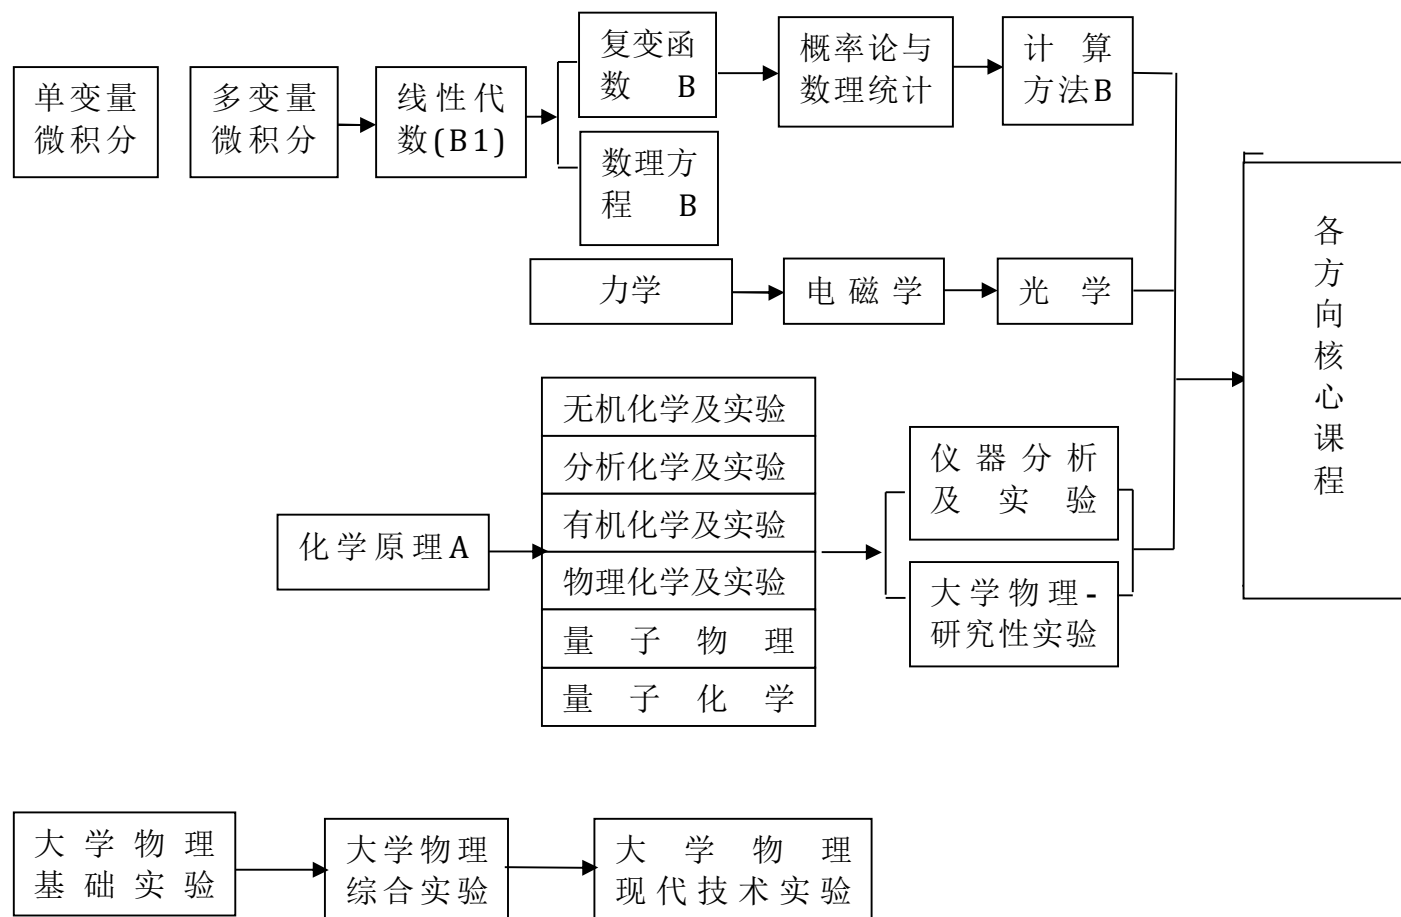 单变量
微积分
多变量
微积分
线性代
数(B1)
复变函
数 B
数理方
程 B
概率论与
数理统计
计算
方法B
力学
电磁学
光学
化学原理A
无机化学及实验
分析化学及实验
有机化学及实验
物理化学及实验
量子物理
量子化学
仪器分析
及实验
大学物理-
研究性实验
各
方
向
核
心
课
程
大学物理
基础实验
大学物理
综合实验
大学物理
现代技术实验